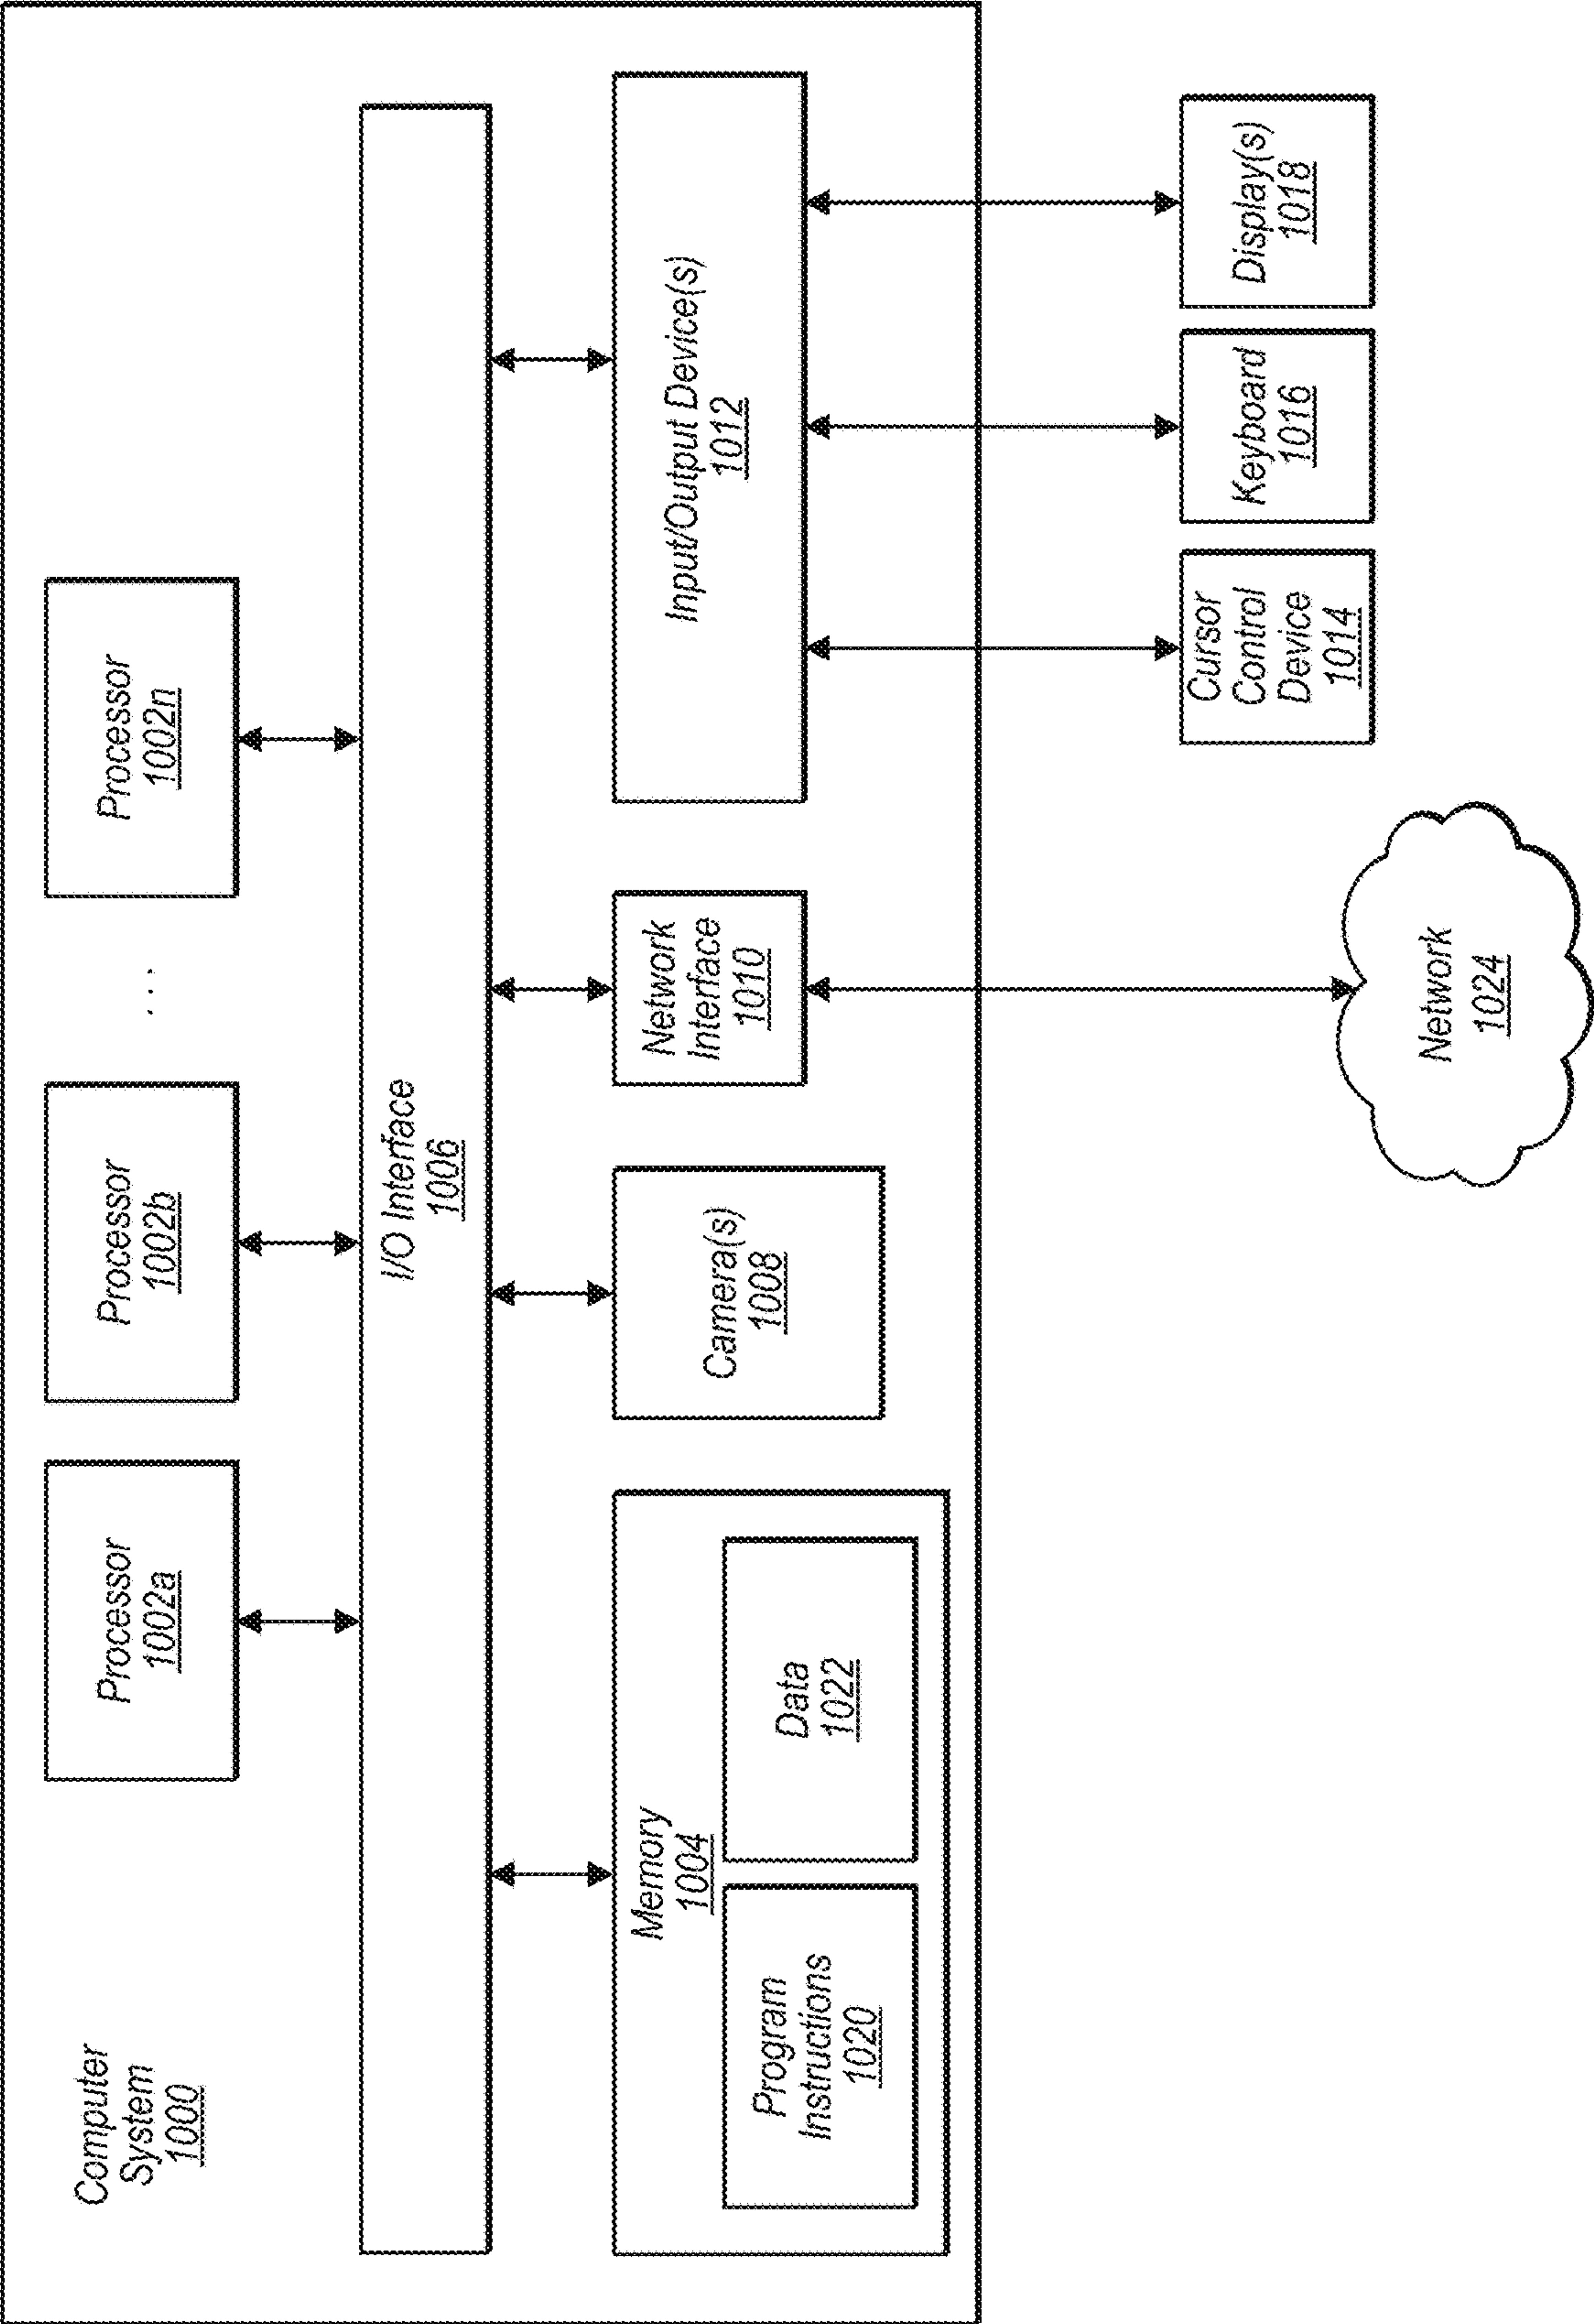 Computer
System
1000
Processor
1002a
Processor
1002b
. . .
Processor
1002n
I/O Interface
1006
Memory
1004
Program
Instructions
1020
Data
1022
Camera(s)
1008
Network
Interface
1010
Input/Output Device(s)
1012
Network
1024
Cursor
Control
Device
1014
Keyboard
1016
Display(s)
1018